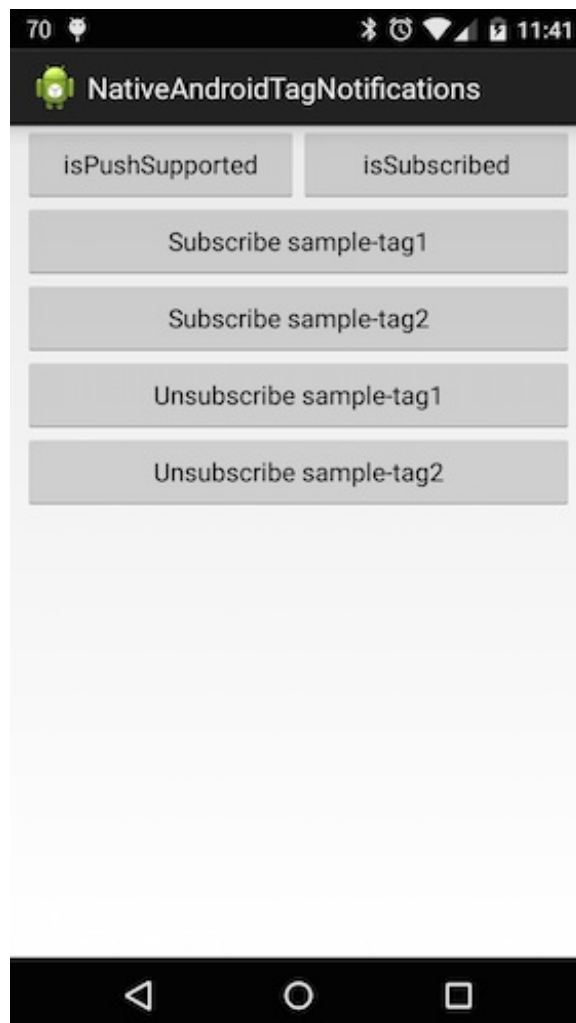 70 11:41
NativeAndroidTagNotifications
isPushSupported isSubscribed
Subscribe sample-tag1
Subscribe sample-tag2
Unsubscribe sample-tag1
Unsubscribe sample-tag2